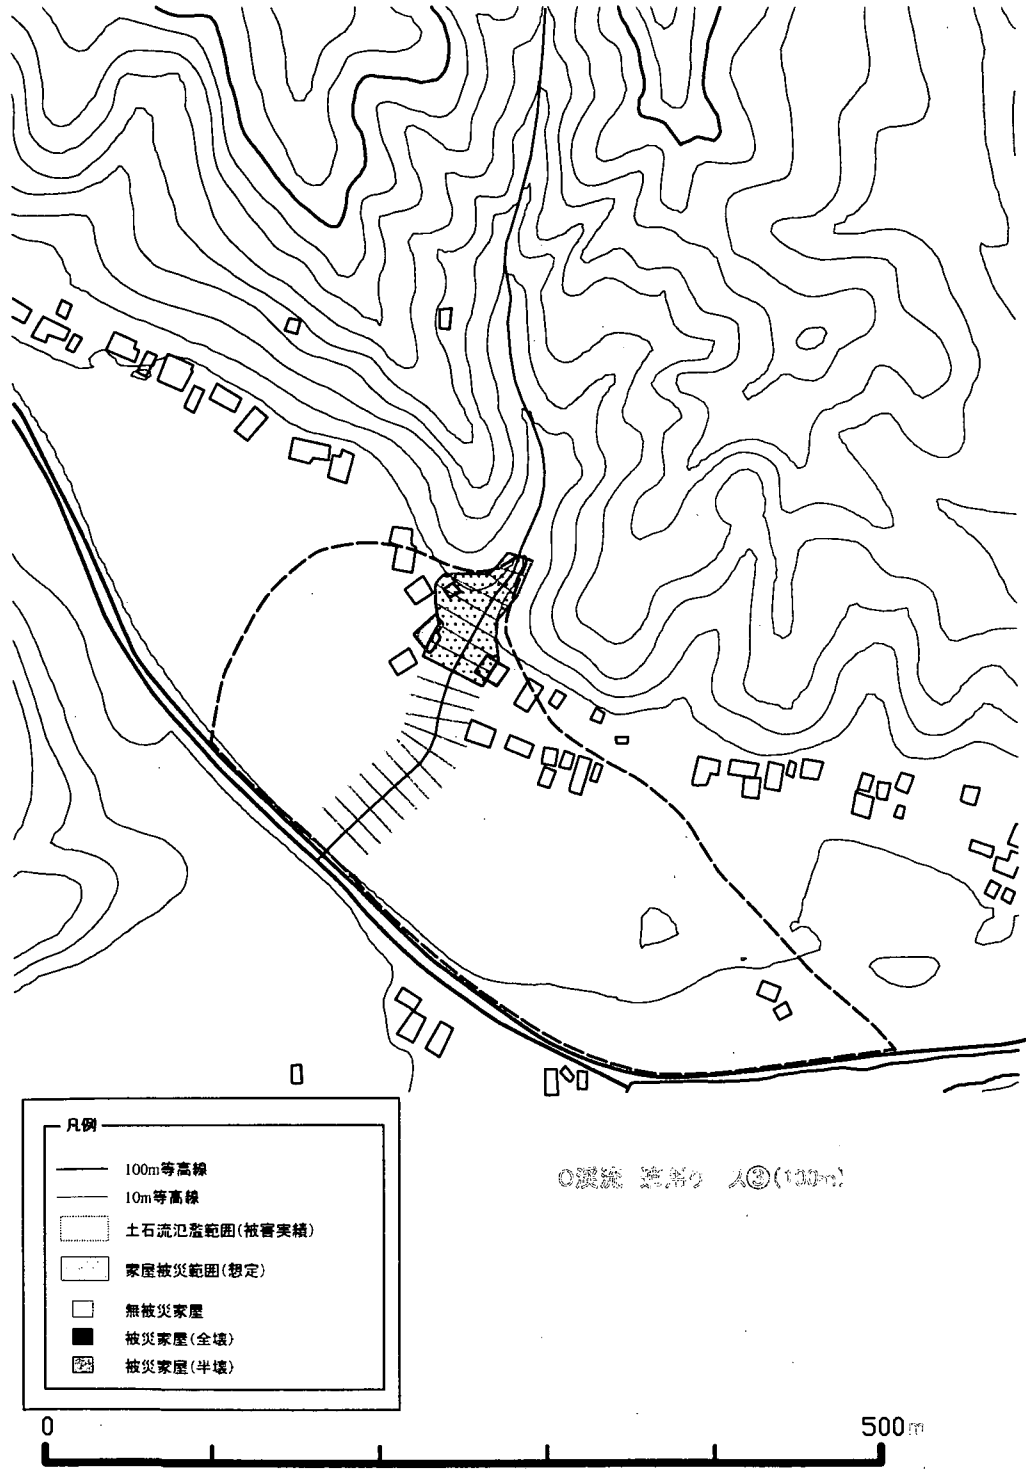 凡例
100m等高線
10m等高線
土石流氾濫範囲(被害実績)
家屋被災範囲(想定)
無被災家屋
被災家屋(全壊)
被災家屋(半壊)
渓流
0 500m